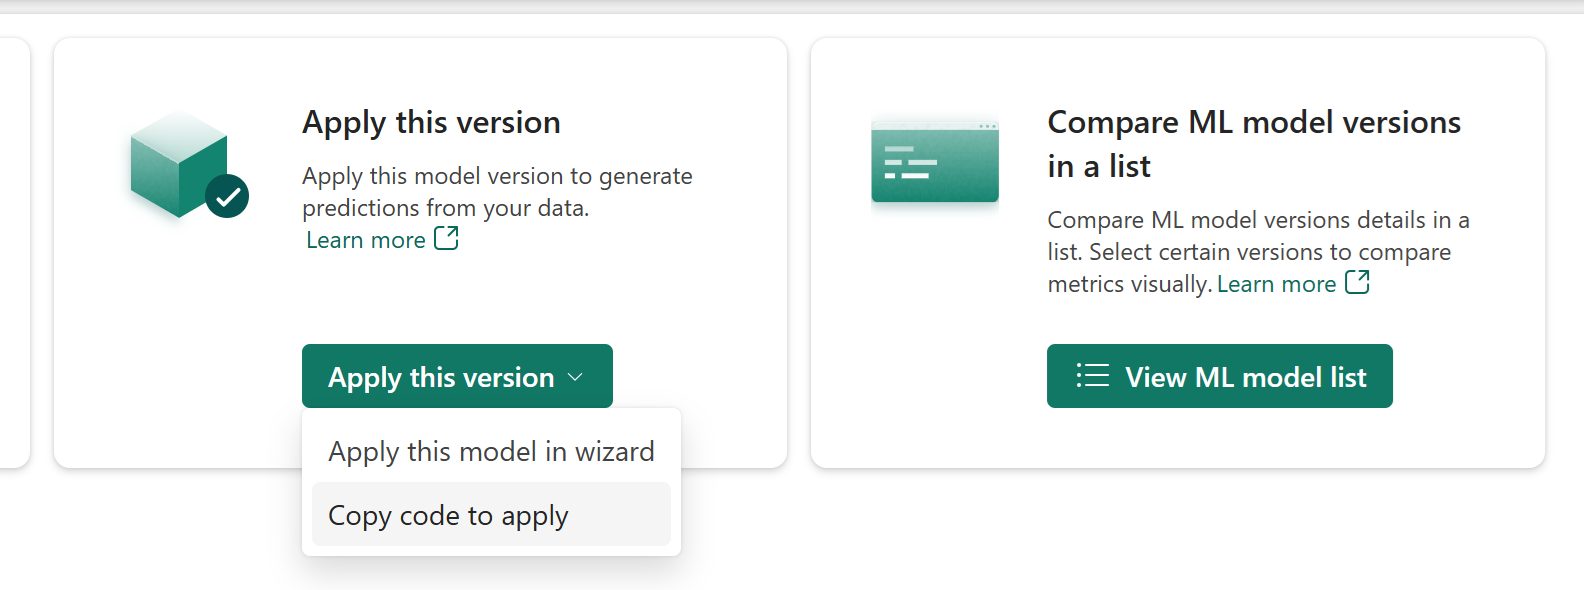 Apply this version
Apply this model version to generate
predictions from your data.
Learn more
Apply this version
Apply this model in wizard
Copy code to apply
Compare ML model versions
in a list
Compare ML model versions details in a
list. Select certain versions to compare
metrics visually. Learn more
View ML model list